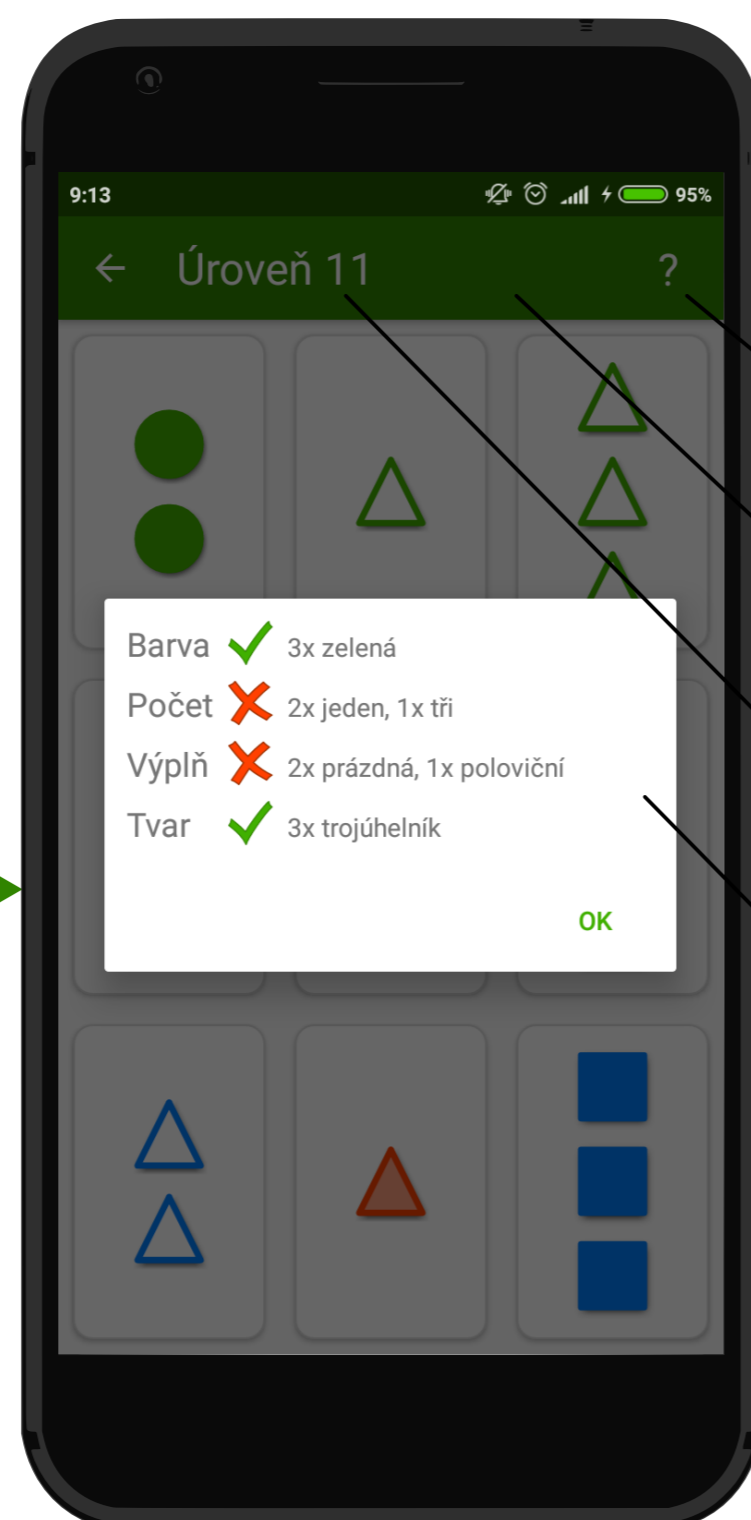 9:13 95%
← Úroveň 11 ?
Barva 3x zelená
Počet 2x jeden, 1x tři
Výplň 2x prázdná, 1x poloviční
Tvar 3x trojúhelník
OK